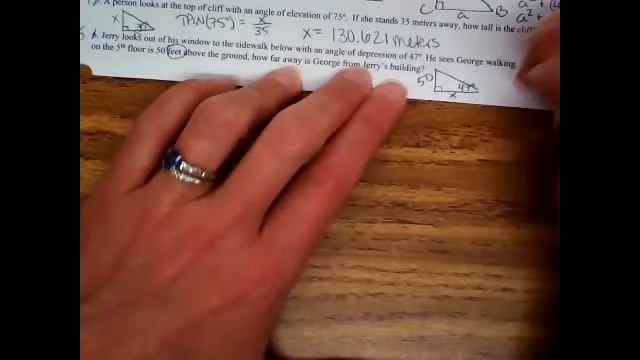 A person looks at the top of cliff with an angle of elevation of 75°. If she stands 35 meters away, how tall is the cliff
x
TAN(75°) = x/35
x = 130.621 meters
C a B
a² +
a² +
Jerry looks out of his window to the sidewalk below with an angle of depression of 47°. He sees George walking.
on the 5th floor is 50 feet above the ground, how far away is George from Jerry's building?
50
47°
x